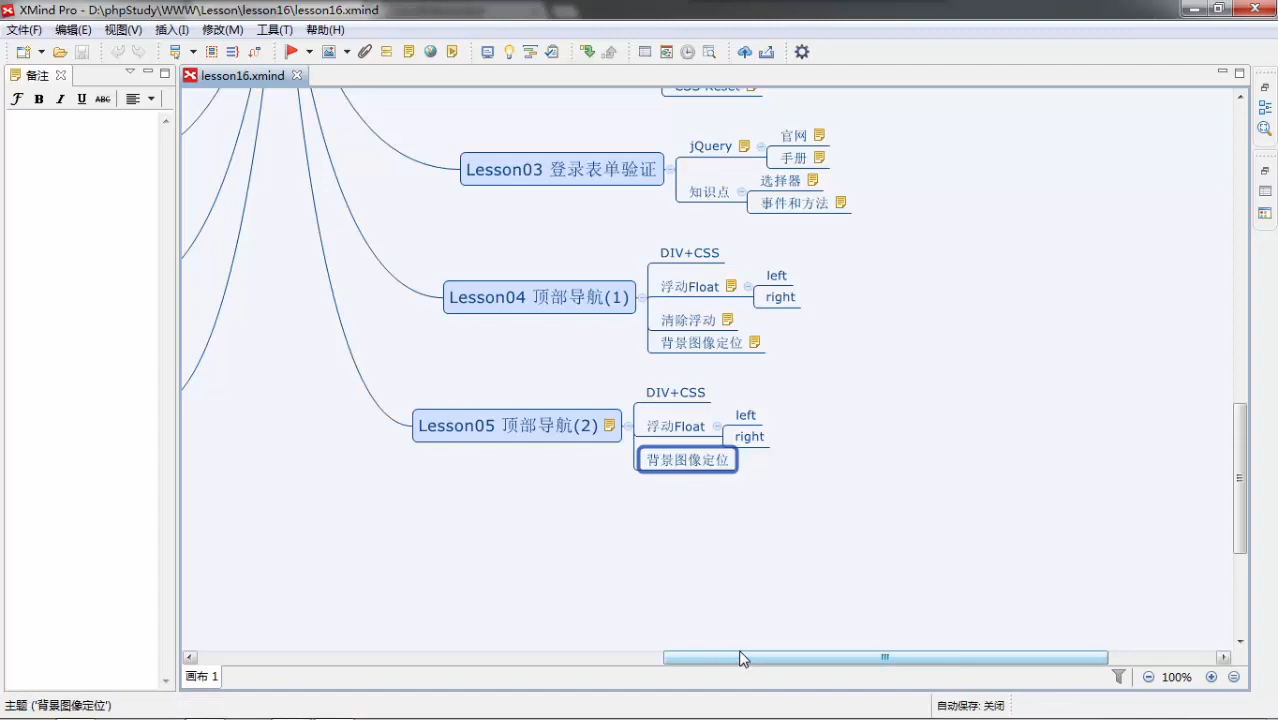 XMind Pro - D:\phpStudy\WWW\Lesson\lesson16\lesson16.xmind
文件(F) 编辑(E) 视图(V) 插入(I) 修改(M) 工具(T) 帮助(H)
备注
lesson16.xmind
B I U ABC
CSS Reset
Lesson03 登录表单验证
jQuery
官网
手册
知识点
选择器
事件和方法
Lesson04 顶部导航(1)
DIV+CSS
浮动Float
left
right
清除浮动
背景图像定位
Lesson05 顶部导航(2)
DIV+CSS
浮动Float
left
right
背景图像定位
画布 1
100%
主题 ('背景图像定位')
自动保存: 关闭